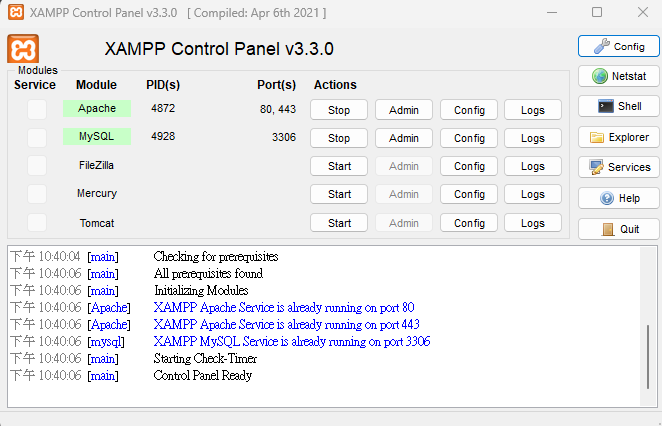 XAMPP Control Panel v3.3.0 [ Compiled: Apr 6th 2021 ]
XAMPP Control Panel v3.3.0
Config
Modules
Service Module PID(s) Port(s) Actions
Netstat
Apache 4872 80, 443 Stop Admin Config Logs
Shell
MySQL 4928 3306 Stop Admin Config Logs
Explorer
FileZilla Start Admin Config Logs
Services
Mercury Start Admin Config Logs
Help
Tomcat Start Admin Config Logs
Quit
下午 10:40:04 [main] Checking for prerequisites
下午 10:40:06 [main] All prerequisites found
下午 10:40:06 [main] Initializing Modules
下午 10:40:06 [Apache] XAMPP Apache Service is already running on port 80
下午 10:40:06 [Apache] XAMPP Apache Service is already running on port 443
下午 10:40:06 [mysql] XAMPP MySQL Service is already running on port 3306
下午 10:40:06 [main] Starting Check-Timer
下午 10:40:06 [main] Control Panel Ready